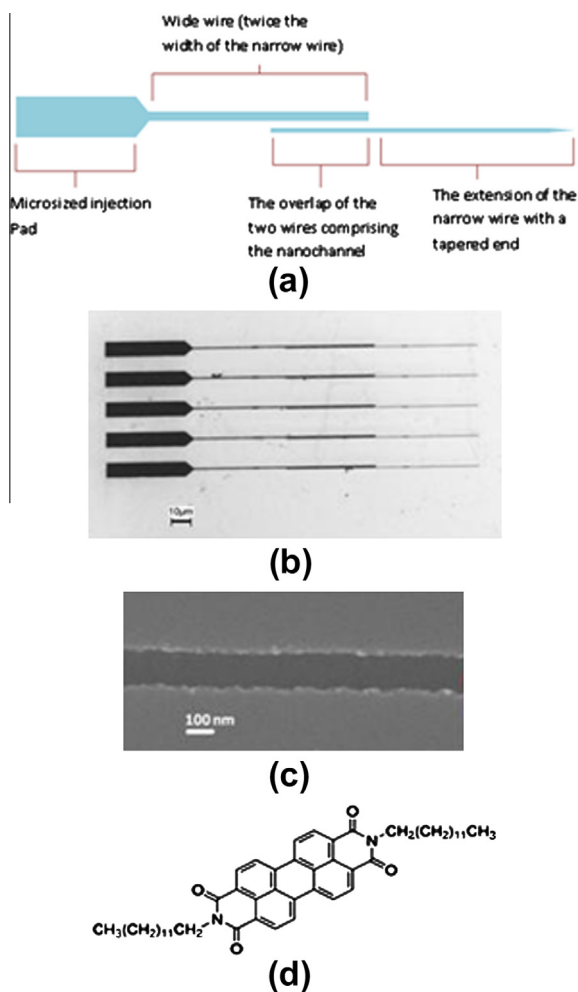 Wide wire (twice the
width of the narrow wire)
Microsized injection
Pad
The overlap of the
two wires comprising
the nanochannel
The extension of the
narrow wire with a
tapered end
(a)
10μm
(b)
100 nm
(c)
O
N-CH₂(CH₂)₁₁CH₃
O
O
CH₃(CH₂)₁₁CH₂-N
O
(d)